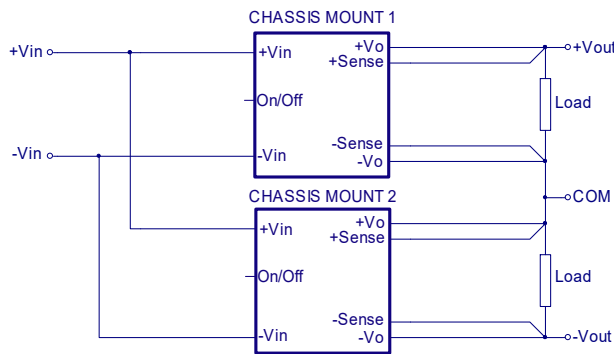 CHASSIS MOUNT 1
+Vin
+Vin
On/Off
-Vin
-Vin
+Vo
+Sense
-Sense
-Vo
+Vout
Load
COM
CHASSIS MOUNT 2
+Vin
On/Off
-Vin
+Vo
+Sense
-Sense
-Vo
Load
-Vout